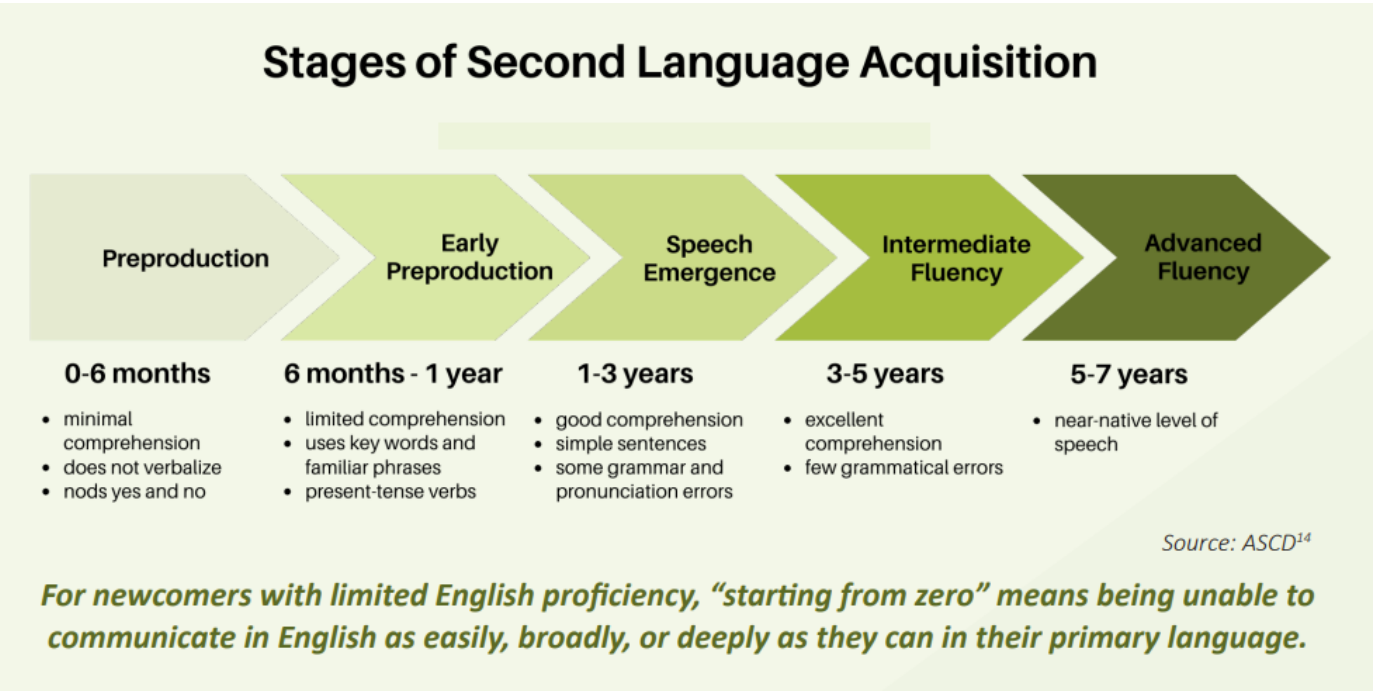 Stages of Second Language Acquisition
Preproduction
Early
Preproduction
Speech
Emergence
Intermediate
Fluency
Advanced
Fluency
0-6 months
• minimal
comprehension
• does not verbalize
• nods yes and no
6 months - 1 year
• limited comprehension
• uses key words and
familiar phrases
• present-tense verbs
1-3 years
• good comprehension
• simple sentences
• some grammar and
pronunciation errors
3-5 years
• excellent
comprehension
• few grammatical errors
5-7 years
• near-native level of
speech
Source: ASCD14
For newcomers with limited English proficiency, “starting from zero” means being unable to
communicate in English as easily, broadly, or deeply as they can in their primary language.